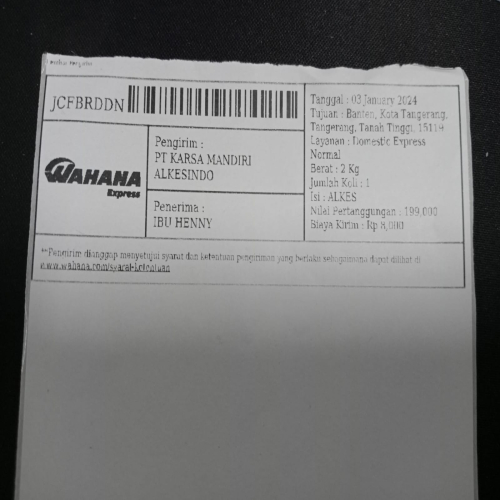 JCFBRDDN
WAHANA
Express
Pengirim :
PT KARSA MANDIRI
ALKESINDO
Penerima :
IBU HENNY
Tanggal : 03 January 2024
Tujuan : Banten, Kota Tangerang,
Tangerang, Tanah Tinggi, 15119
Layanan : Domestic Express
Normal
Berat : 2 Kg
Jumlah Koli : 1
Isi : ALKES
Nilai Pertanggungan : 199,000
Biaya Kirim : Rp 8,000
**Pengirim dianggap menyetujui syarat dan ketentuan pengiriman yang berlaku sebagaimana dapat dilihat di
www.wahana.com/syarat-ketentuan